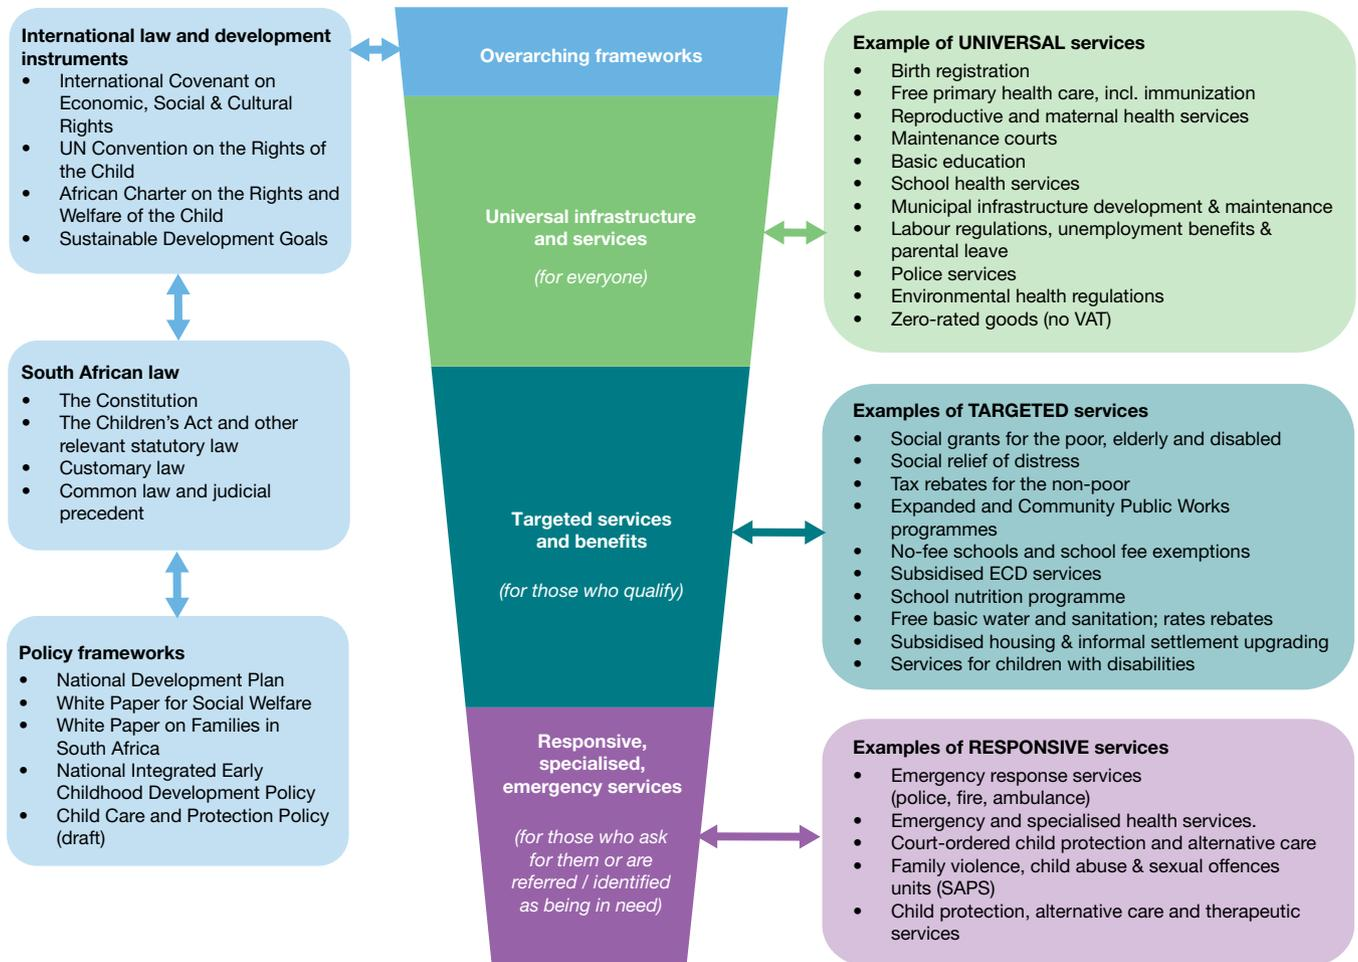 International law and development
instruments
• International Covenant on
Economic, Social & Cultural
Rights
• UN Convention on the Rights of
the Child
• African Charter on the Rights and
Welfare of the Child
• Sustainable Development Goals
South African law
• The Constitution
• The Children’s Act and other
relevant statutory law
• Customary law
• Common law and judicial
precedent
Policy frameworks
• National Development Plan
• White Paper for Social Welfare
• White Paper on Families in
South Africa
• National Integrated Early
Childhood Development Policy
• Child Care and Protection Policy
(draft)
Overarching frameworks
Universal infrastructure
and services
(for everyone)
Targeted services
and benefits
(for those who qualify)
Responsive,
specialised,
emergency services
(for those who ask
for them or are
referred / identified
as being in need)
Example of UNIVERSAL services
• Birth registration
• Free primary health care, incl. immunization
• Reproductive and maternal health services
• Maintenance courts
• Basic education
• School health services
• Municipal infrastructure development & maintenance
• Labour regulations, unemployment benefits &
parental leave
• Police services
• Environmental health regulations
• Zero-rated goods (no VAT)
Examples of TARGETED services
• Social grants for the poor, elderly and disabled
• Social relief of distress
• Tax rebates for the non-poor
• Expanded and Community Public Works
programmes
• No-fee schools and school fee exemptions
• Subsidised ECD services
• School nutrition programme
• Free basic water and sanitation; rates rebates
• Subsidised housing & informal settlement upgrading
• Services for children with disabilities
Examples of RESPONSIVE services
• Emergency response services
(police, fire, ambulance)
• Emergency and specialised health services.
• Court-ordered child protection and alternative care
• Family violence, child abuse & sexual offences
units (SAPS)
• Child protection, alternative care and therapeutic
services